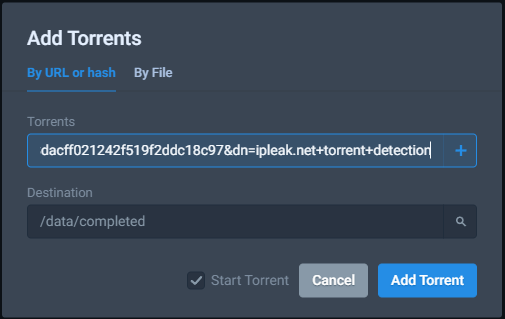 Add Torrents
By URL or hash By File
Torrents
dacff021242f519f2ddc18c97&dn=ipleak.net+torrent+detection
Destination
/data/completed
Start Torrent Cancel Add Torrent